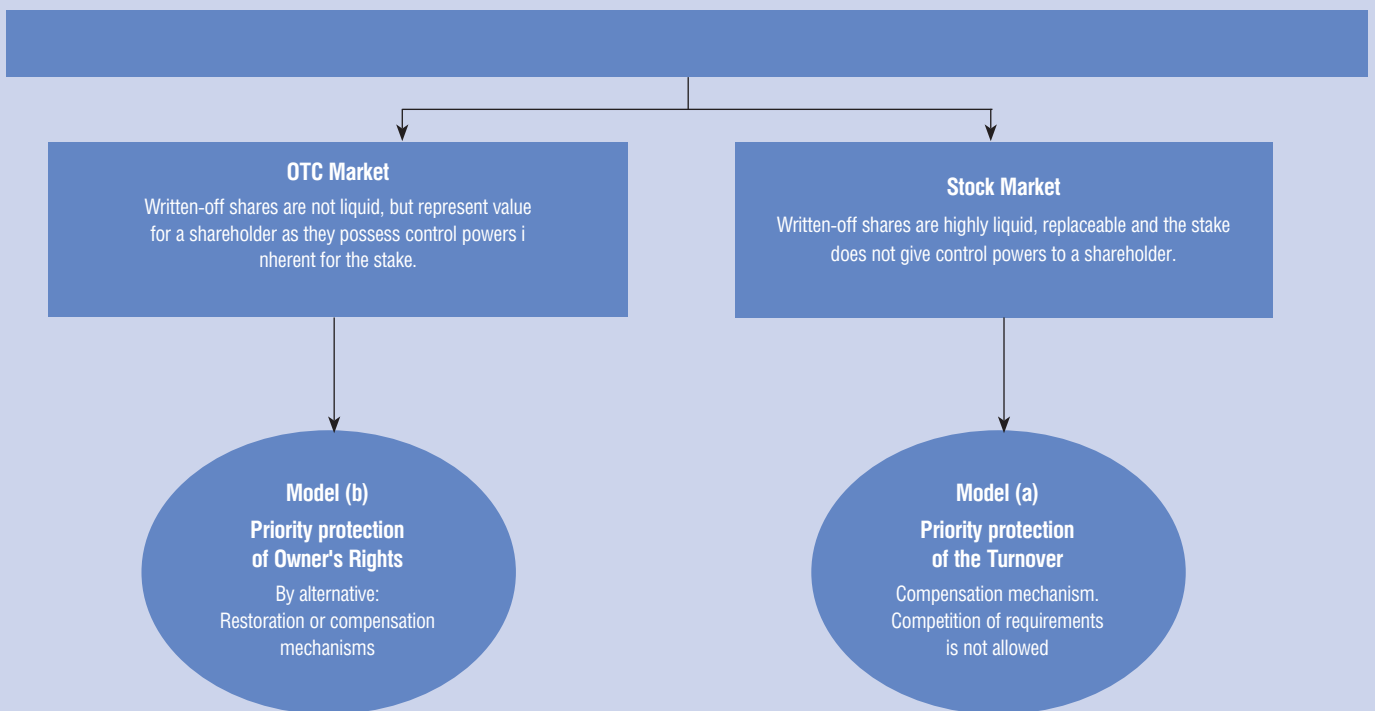 OTC Market
Written-off shares are not liquid, but represent value
for a shareholder as they possess control powers i
nherent for the stake.
Stock Market
Written-off shares are highly liquid, replaceable and the stake
does not give control powers to a shareholder.
Model (b)
Priority protection
of Owner's Rights
By alternative:
Restoration or compensation
mechanisms
Model (a)
Priority protection
of the Turnover
Compensation mechanism.
Competition of requirements
is not allowed